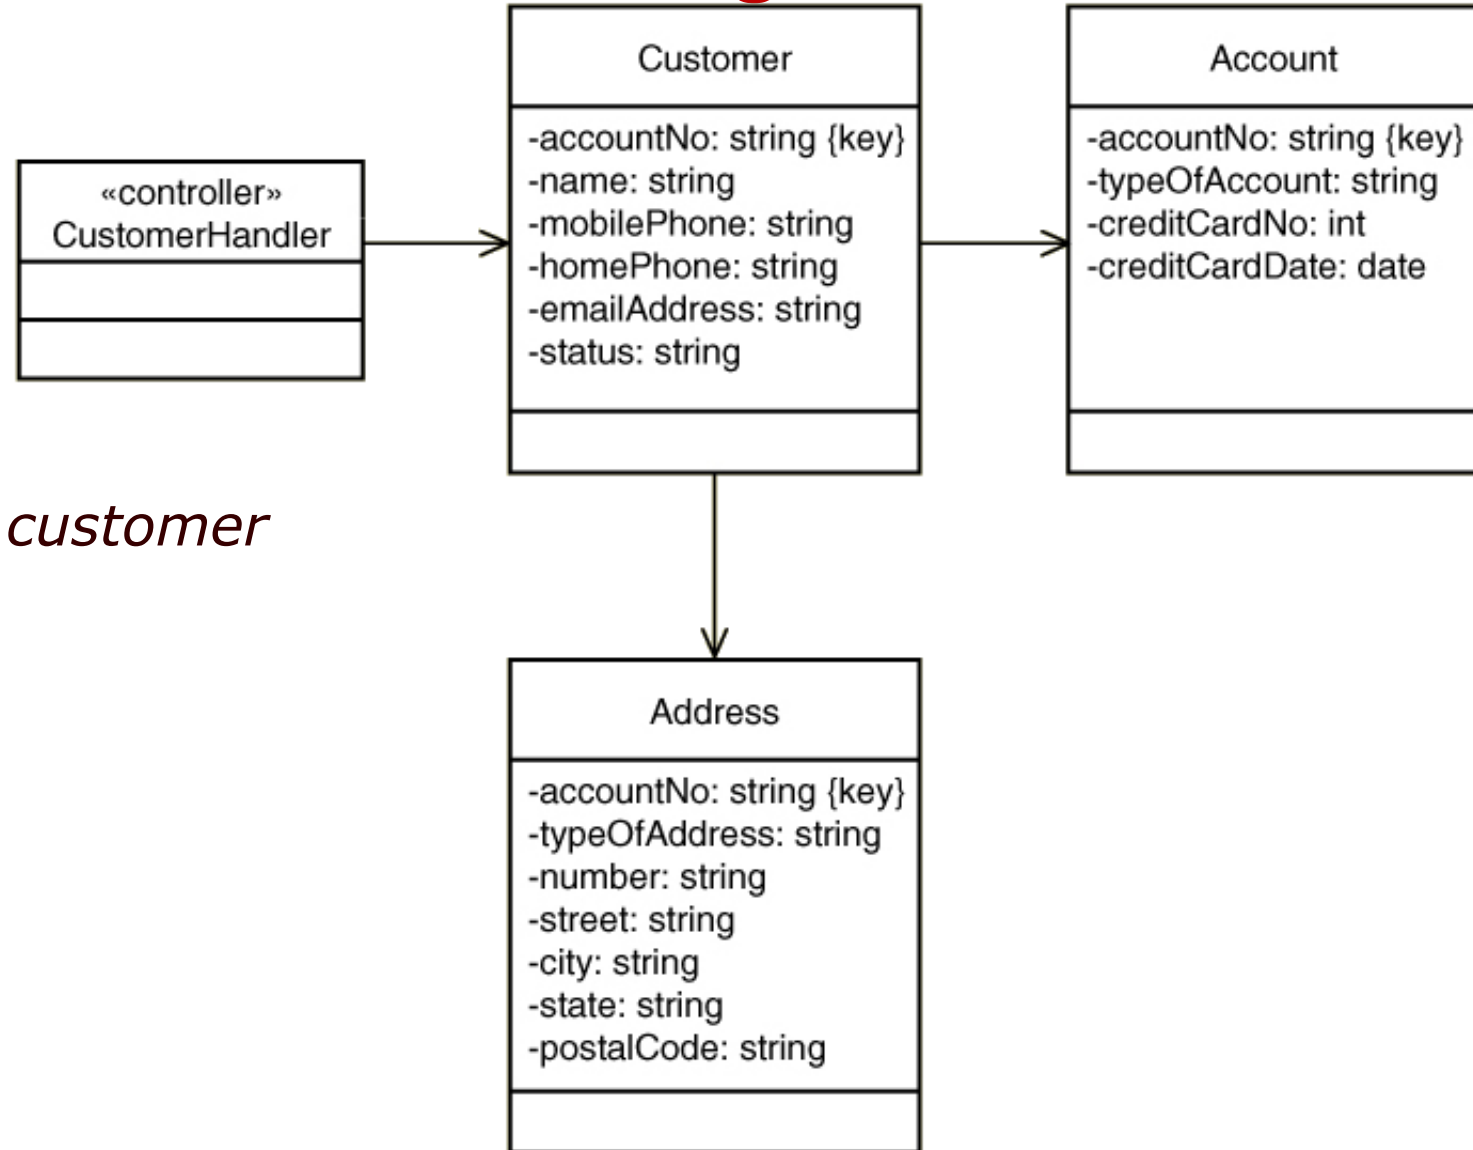 Customer
-accountNo: string {key}
-name: string
-mobilePhone: string
-homePhone: string
-emailAddress: string
-status: string
Account
-accountNo: string {key}
-typeOfAccount: string
-creditCardNo: int
-creditCardDate: date
«controller»
CustomerHandler
customer
Address
-accountNo: string {key}
-typeOfAddress: string
-number: string
-street: string
-city: string
-state: string
-postalCode: string